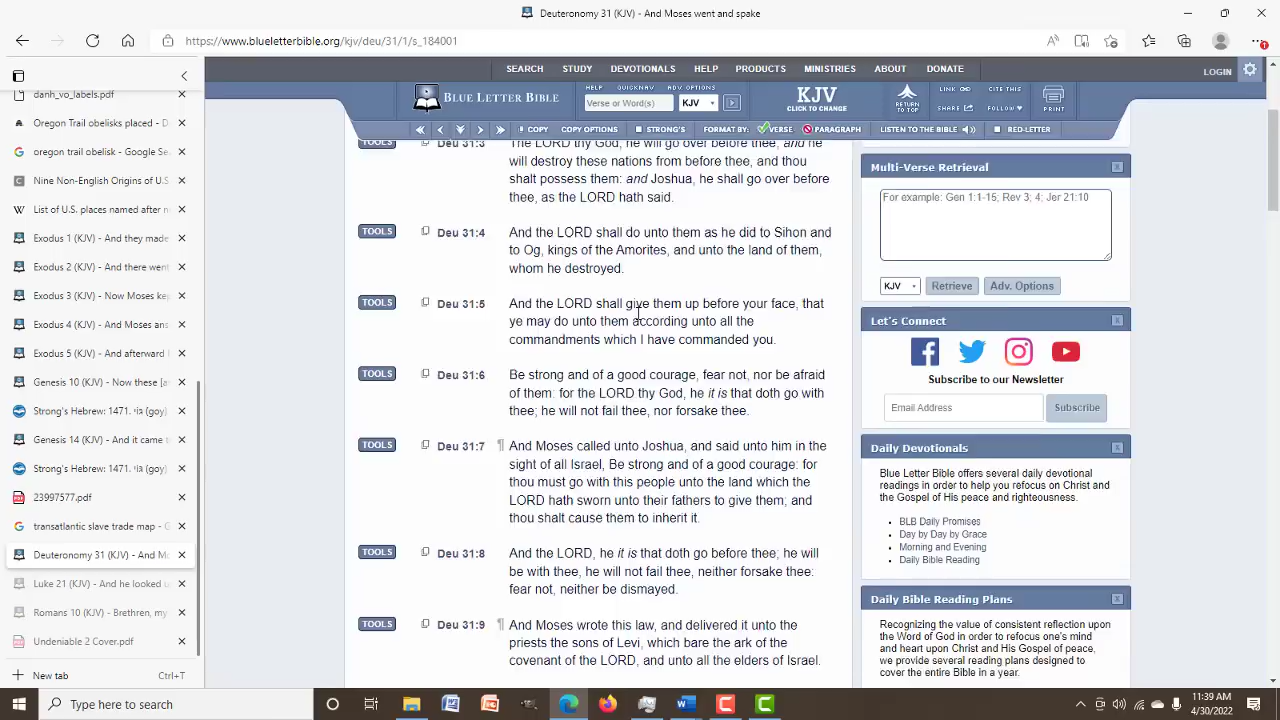 Deuteronomy 31 (KJV) - And Moses went and spake
https://www.blueletterbible.org/kjv/deu/31/1/s_184001
danh_vo_labels.pdf
Oregon Trail obelisks placed - D
oregon trail obelisk - Google Se
Nine Non-English Origins of U.S
List of U.S. places named after n
Exodus 1 (KJV) - And they made
Exodus 2 (KJV) - And there went
Exodus 3 (KJV) - Now Moses kep
Exodus 4 (KJV) - And Moses ans
Exodus 5 (KJV) - And afterward
Genesis 10 (KJV) - Now these [a
Strong's Hebrew: 1471. גּוֹי (goy)
Genesis 14 (KJV) - And it came t
Strong's Hebrew: 1471. גּוֹי (goy)
23997577.pdf
transatlantic slave trade map - G
Deuteronomy 31 (KJV) - And Mo
Luke 21 (KJV) - And he looked u
Romans 10 (KJV) - Brethren, my
Undeniable 2 Cover.pdf
New tab Ctrl+T
SEARCH STUDY DEVOTIONALS HELP PRODUCTS MINISTRIES ABOUT DONATE LOGIN
BLUE LETTER BIBLE
HELP QUICKNAV ADV. OPTIONS
Verse or Word(s) KJV
KJV
CLICK TO CHANGE
RETURN
TO TOP
LINK CITE THIS
SHARE FOLLOW
PRINT
COPY COPY OPTIONS STRONG'S FORMAT BY: VERSE PARAGRAPH LISTEN TO THE BIBLE RED-LETTER
TOOLS Deu 31:3 The LORD thy God, he will go over before thee, and he
will destroy these nations from before thee, and thou
shalt possess them: and Joshua, he shall go over before
thee, as the LORD hath said.
TOOLS Deu 31:4 And the LORD shall do unto them as he did to Sihon and
to Og, kings of the Amorites, and unto the land of them,
whom he destroyed.
TOOLS Deu 31:5 And the LORD shall give them up before your face, that
ye may do unto them according unto all the
commandments which I have commanded you.
TOOLS Deu 31:6 Be strong and of a good courage, fear not, nor be afraid
of them: for the LORD thy God, he it is that doth go with
thee; he will not fail thee, nor forsake thee.
TOOLS Deu 31:7 ¶ And Moses called unto Joshua, and said unto him in the
sight of all Israel, Be strong and of a good courage: for
thou must go with this people unto the land which the
LORD hath sworn unto their fathers to give them; and
thou shalt cause them to inherit it.
TOOLS Deu 31:8 And the LORD, he it is that doth go before thee; he will
be with thee, he will not fail thee, neither forsake thee:
fear not, neither be dismayed.
TOOLS Deu 31:9 ¶ And Moses wrote this law, and delivered it unto the
priests the sons of Levi, which bare the ark of the
covenant of the LORD, and unto all the elders of Israel.
Multi-Verse Retrieval
For example: Gen 1:1-15; Rev 3; 4; Jer 21:10
KJV Retrieve Adv. Options
Let's Connect
Subscribe to our Newsletter
Email Address Subscribe
Daily Devotionals
Blue Letter Bible offers several daily devotional
readings in order to help you refocus on Christ and
the Gospel of His peace and righteousness.
BLB Daily Promises
Day by Day by Grace
Morning and Evening
Daily Bible Reading
Daily Bible Reading Plans
Recognizing the value of consistent reflection upon
the Word of God in order to refocus one's mind
and heart upon Christ and His Gospel of peace,
we provide several reading plans designed to
cover the entire Bible in a year.
Type here to search
11:39 AM
4/30/2022